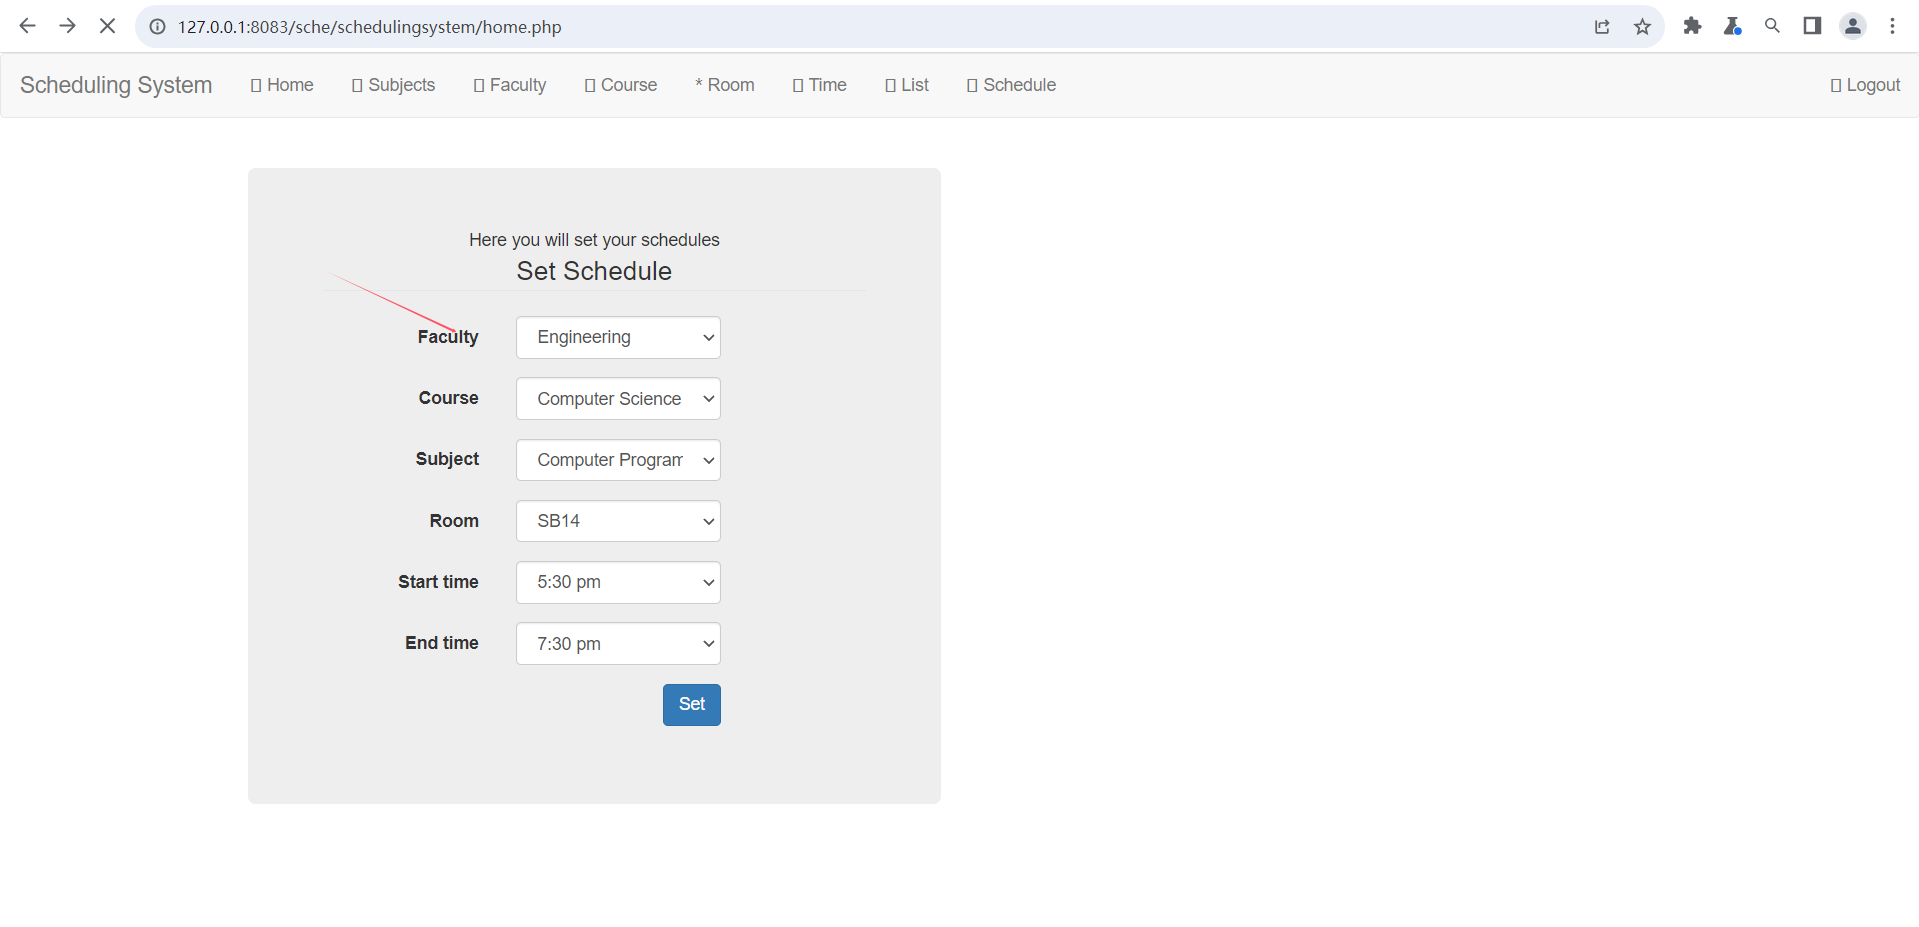 127.0.0.1:8083/sche/schedulingsystem/home.php
Scheduling System Home Subjects Faculty Course * Room Time List Schedule Logout
Here you will set your schedules
Set Schedule
Faculty Engineering
Course Computer Science
Subject Computer Program
Room SB14
Start time 5:30 pm
End time 7:30 pm
Set